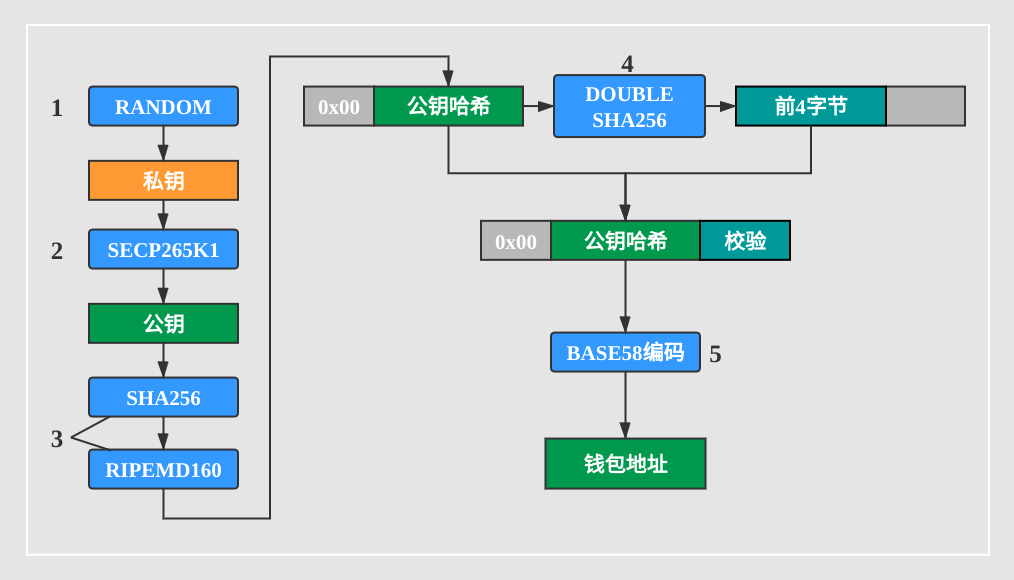 1
RANDOM
私钥
2
SECP265K1
公钥
SHA256
3
RIPEMD160
0x00
公钥哈希
4
DOUBLE
SHA256
前4字节
0x00
公钥哈希
校验
BASE58编码
5
钱包地址